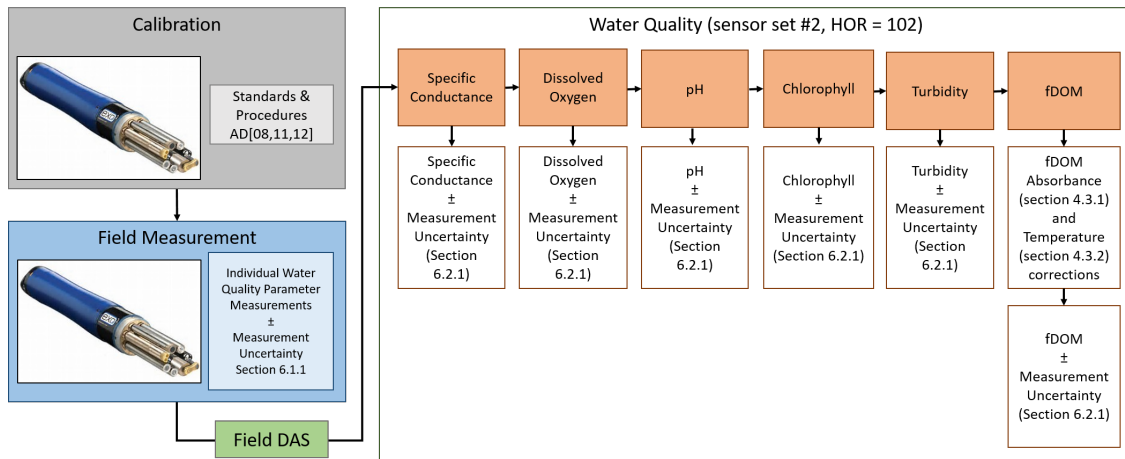 Calibration
EXO
Standards &
Procedures
AD[08,11,12]
Field Measurement
EXO
Individual Water
Quality Parameter
Measurements
±
Measurement
Uncertainty
Section 6.1.1
Field DAS
Water Quality (sensor set #2, HOR = 102)
Specific
Conductance
Dissolved
Oxygen
pH
Chlorophyll
Turbidity
fDOM
Specific
Conductance
±
Measurement
Uncertainty
(Section
6.2.1)
Dissolved
Oxygen
±
Measurement
Uncertainty
(Section
6.2.1)
pH
±
Measurement
Uncertainty
(Section
6.2.1)
Chlorophyll
±
Measurement
Uncertainty
(Section 6.2.1)
Turbidity
±
Measurement
Uncertainty
(Section
6.2.1)
fDOM
Absorbance
(section 4.3.1)
and
Temperature
(section 4.3.2)
corrections
fDOM
±
Measurement
Uncertainty
(Section 6.2.1)